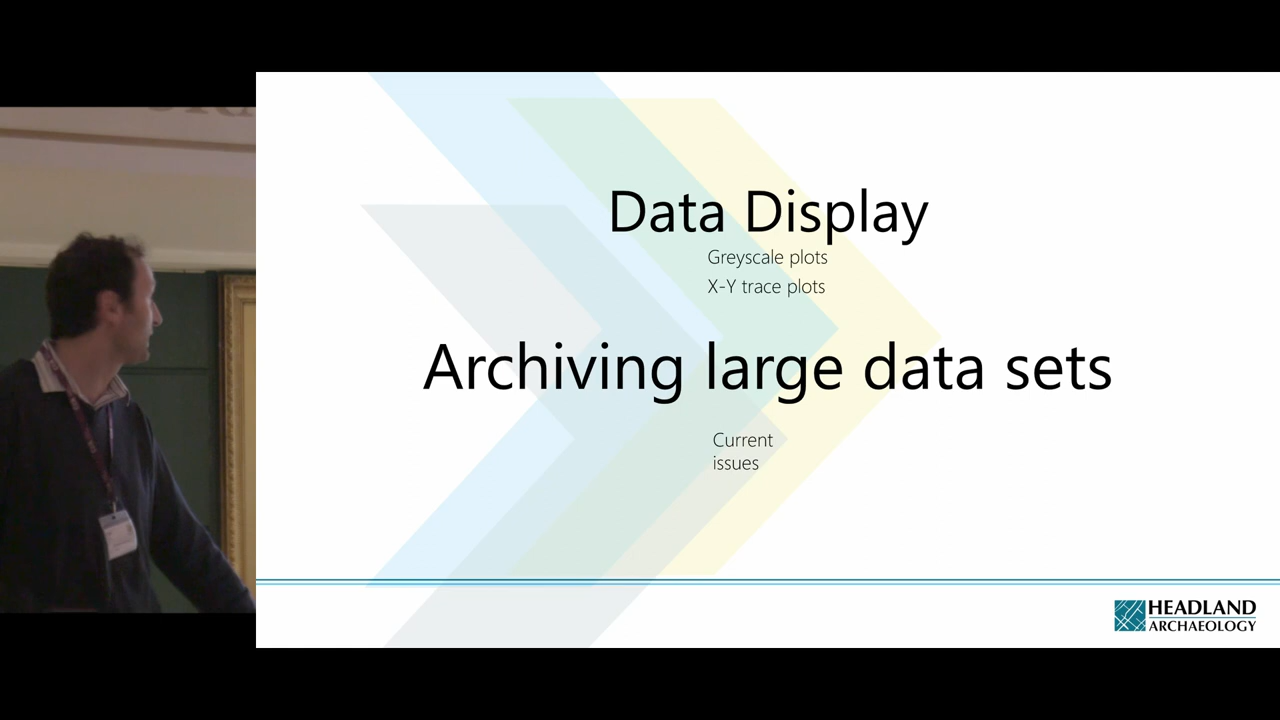 Data Display
Greyscale plots
X-Y trace plots
Archiving large data sets
Current
issues
HEADLAND
ARCHAEOLOGY